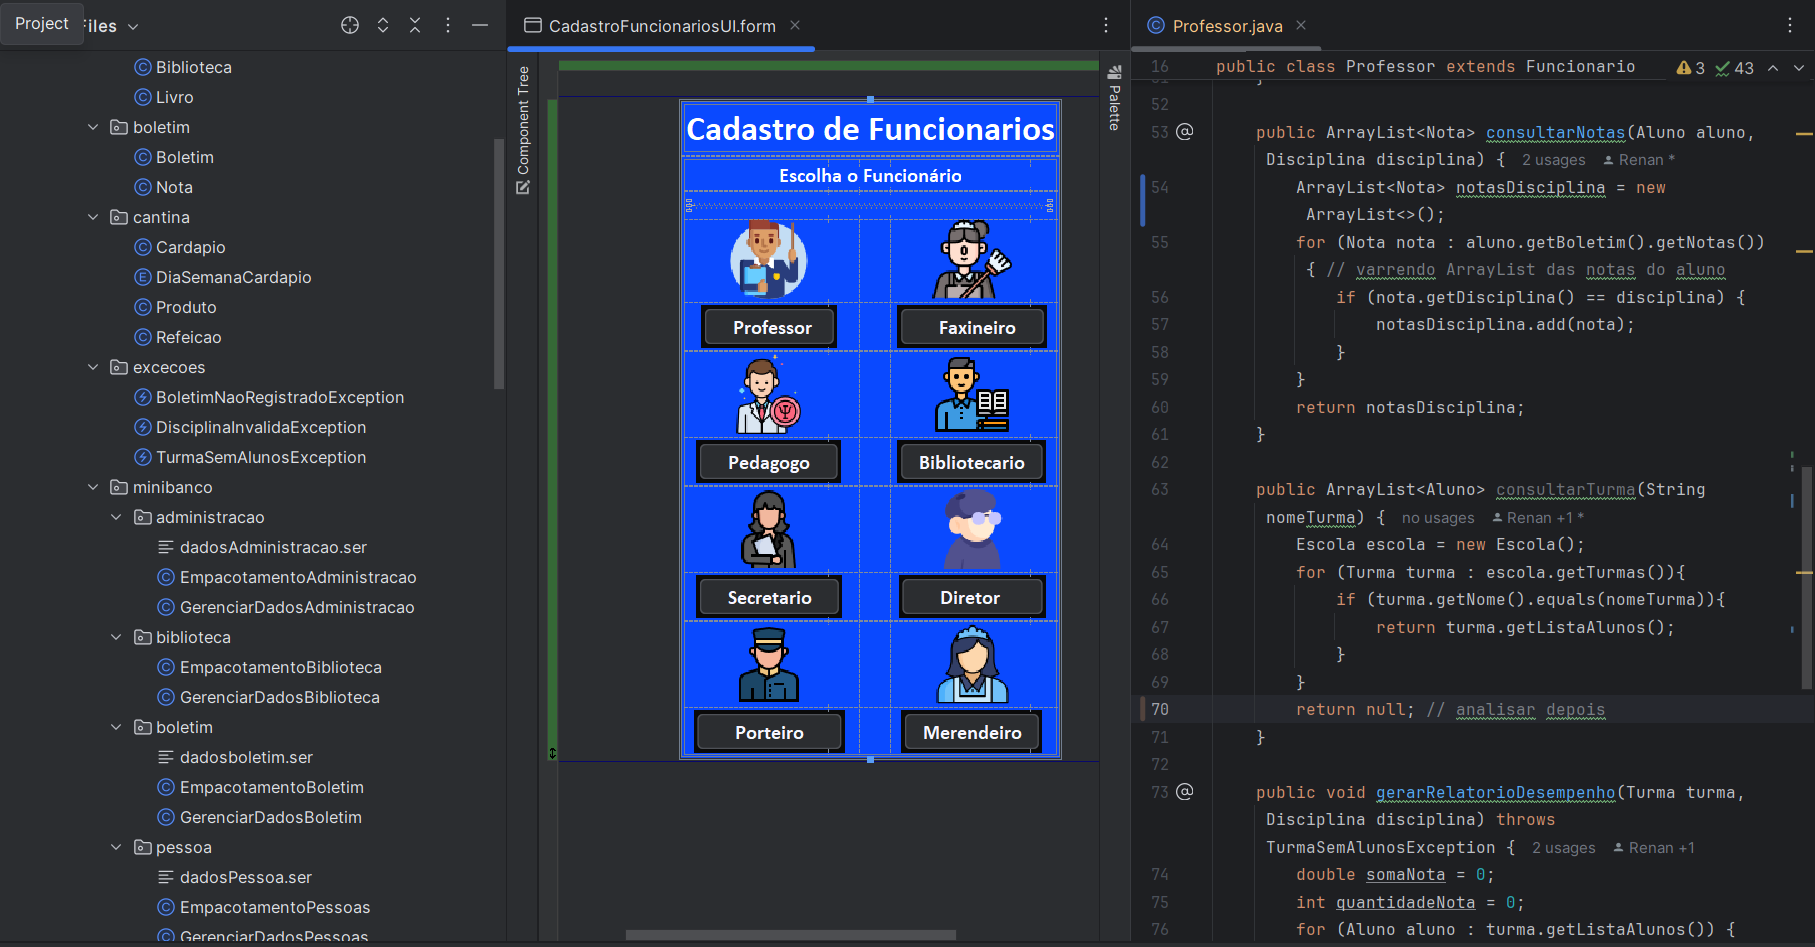 Project
Files
Biblioteca
Livro
boletim
Boletim
Nota
cantina
Cardapio
DiaSemanaCardapio
Produto
Refeicao
excecoes
BoletimNaoRegistradoException
DisciplinaInvalidaException
TurmaSemAlunosException
minibanco
administracao
dadosAdministracao.ser
EmpacotamentoAdministracao
GerenciarDadosAdministracao
biblioteca
EmpacotamentoBiblioteca
GerenciarDadosBiblioteca
boletim
dadosboletim.ser
EmpacotamentoBoletim
GerenciarDadosBoletim
pessoa
dadosPessoa.ser
EmpacotamentoPessoas
GerenciarDadosPessoas
CadastroFuncionariosUI.form
Component Tree
Palette
Cadastro de Funcionarios
Escolha o Funcionário
Professor
Faxineiro
Pedagogo
Bibliotecario
Secretario
Diretor
Porteiro
Merendeiro
Professor.java
16 public class Professor extends Funcionario 3 43
51 }
52
53 @ public ArrayList<Nota> consultarNotas(Aluno aluno,
Disciplina disciplina) { 2 usages Renan *
54 ArrayList<Nota> notasDisciplina = new
ArrayList<>();
55 for (Nota nota : aluno.getBoletim().getNotas())
{ // varrendo ArrayList das notas do aluno
56 if (nota.getDisciplina() == disciplina) {
57 notasDisciplina.add(nota);
58 }
59 }
60 return notasDisciplina;
61 }
62
63 public ArrayList<Aluno> consultarTurma(String
nomeTurma) { no usages Renan +1 *
64 Escola escola = new Escola();
65 for (Turma turma : escola.getTurmas()){
66 if (turma.getNome().equals(nomeTurma)){
67 return turma.getListaAlunos();
68 }
69 }
70 return null; // analisar depois
71 }
72
73 @ public void gerarRelatorioDesempenho(Turma turma,
Disciplina disciplina) throws
TurmaSemAlunosException { 2 usages Renan +1
74 double somaNota = 0;
75 int quantidadeNota = 0;
76 for (Aluno aluno : turma.getListaAlunos()) {